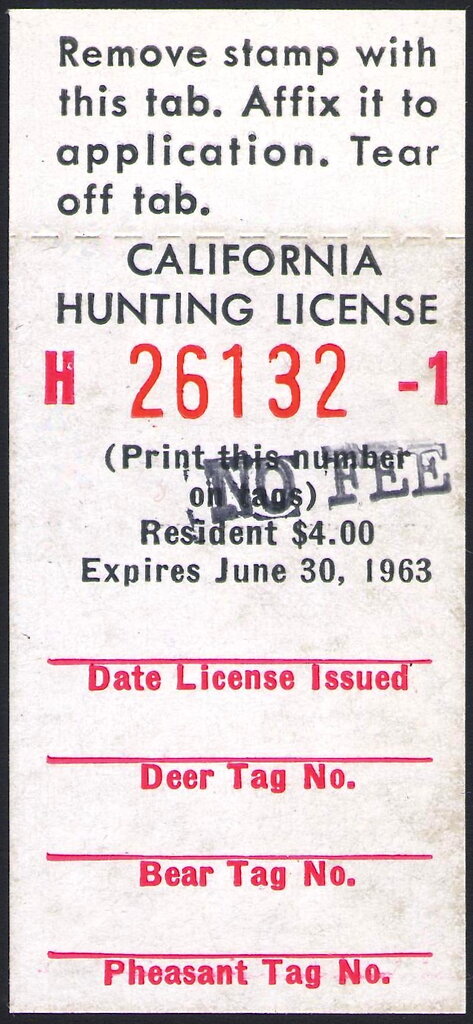 Remove stamp with
this tab. Affix it to
application. Tear
off tab.
CALIFORNIA
HUNTING LICENSE
H 26132 -1
(Print this number
on tags)
NO FEE
Resident $4.00
Expires June 30, 1963
Date License Issued
Deer Tag No.
Bear Tag No.
Pheasant Tag No.